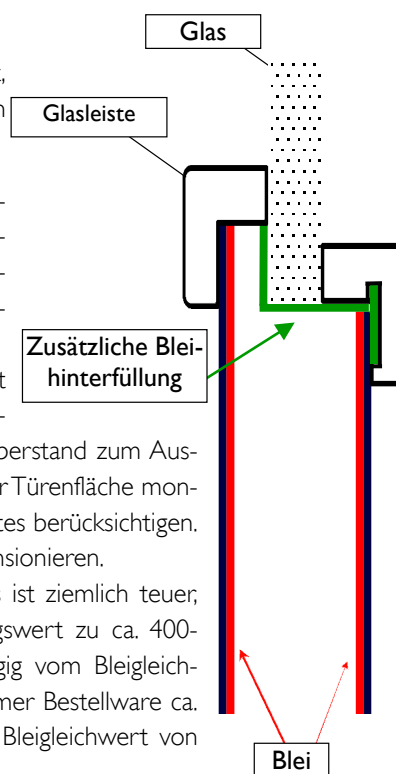 Glas
Glasleiste
Zusätzliche Blei-
hinterfüllung
berstand zum Aus-
r Türenfläche mon-
tes berücksichtigen.
nsionieren.
s ist ziemlich teuer,
gswert zu ca. 400-
gig vom Bleigleich-
mer Bestellware ca.
Bleigleichwert von
Blei